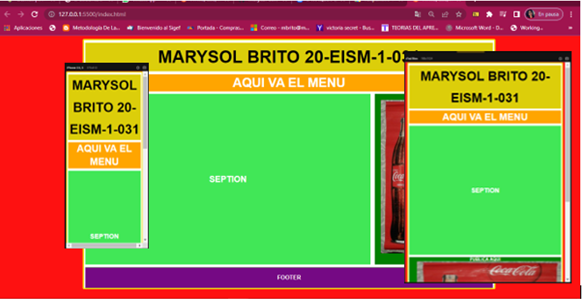 127.0.0.1:5500/index.html
En pausa
Aplicaciones
Metodologia De La...
Bienvenido al Sigef
Portada - Compras...
Correo - mbrito@m...
victoria secret - Bus...
TEORIAS DEL APRE...
Microsoft Word - D...
Working...
MARYSOL BRITO 20-EISM-1-031
AQUI VA EL MENU
SEPTION
FOOTER
MARYSOL
BRITO 20-
EISM-1-031
AQUI VA EL
MENU
SEPTION
MARYSOL BRITO 20-
EISM-1-031
AQUI VA EL MENU
SEPTION
PUBLICA AQUI
Coca-Cola